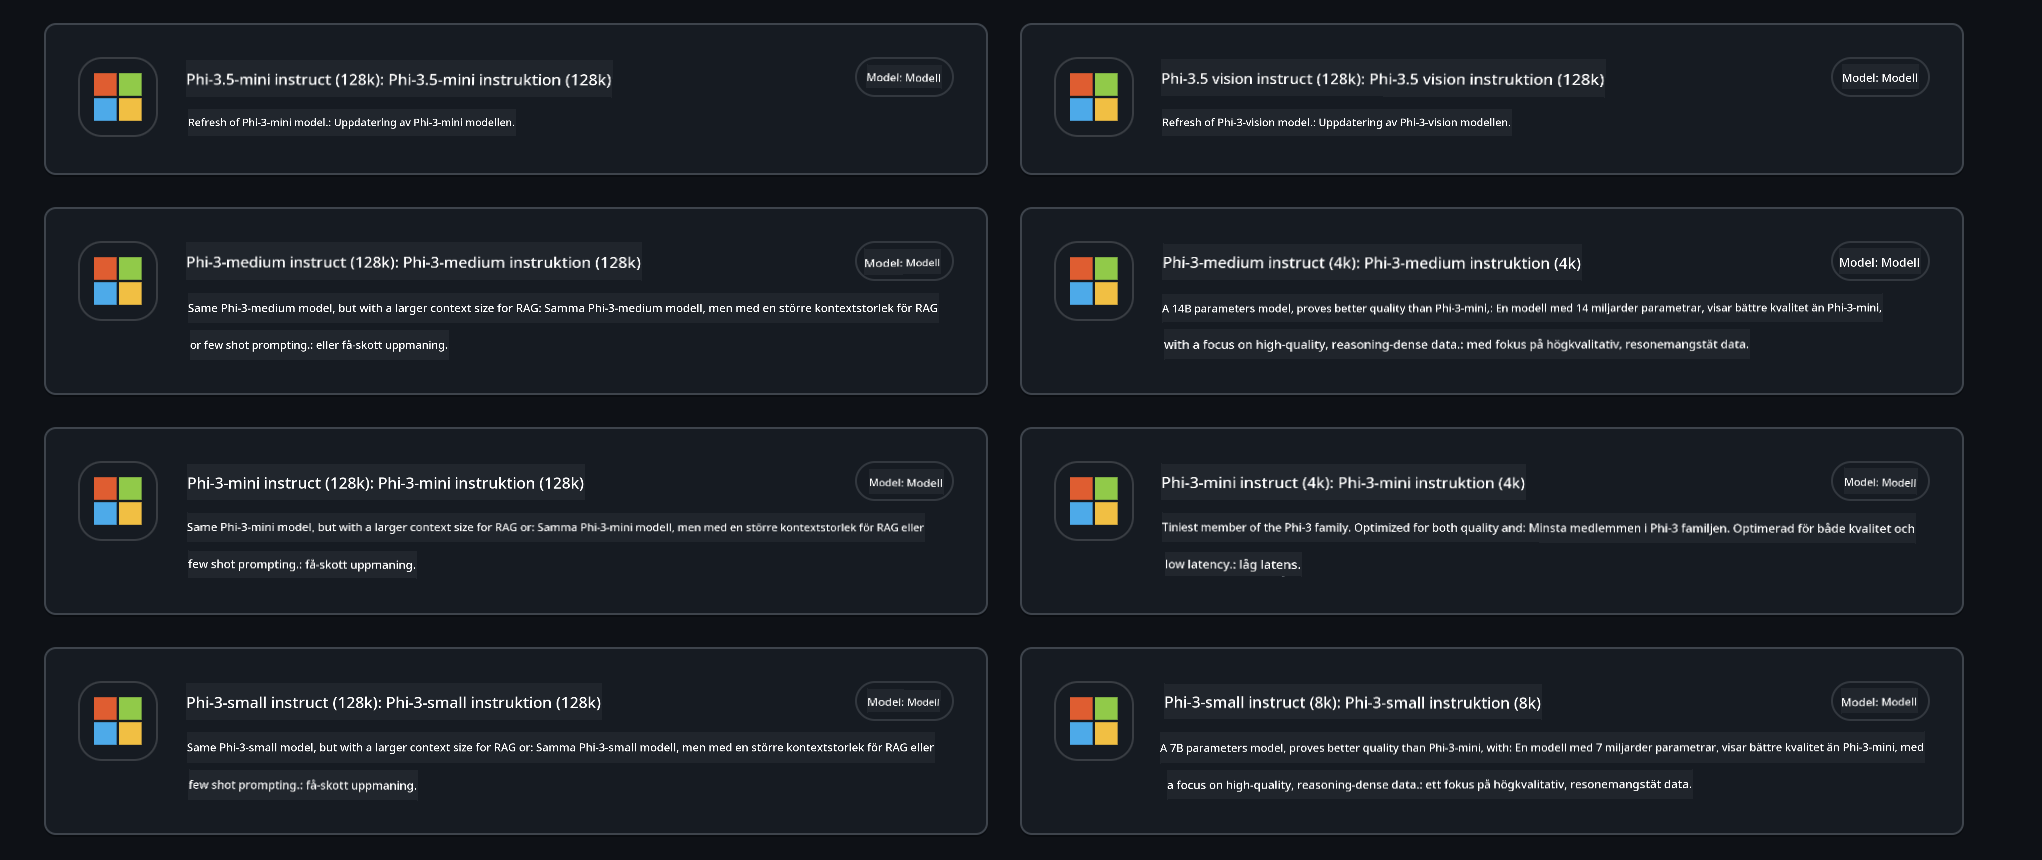 Phi-3.5-mini instruct (128k): Phi-3.5-mini instruktion (128k)
Model: Modell
Refresh of Phi-3-mini model.: Uppdatering av Phi-3-mini modellen.
Phi-3.5 vision instruct (128k): Phi-3.5 vision instruktion (128k)
Model: Modell
Refresh of Phi-3-vision model.: Uppdatering av Phi-3-vision modellen.
Phi-3-medium instruct (128k): Phi-3-medium instruktion (128k)
Model: Modell
Same Phi-3-medium model, but with a larger context size for RAG: Samma Phi-3-medium modell, men med en större kontextstorlek för RAG
or few shot prompting.: eller få-skott uppmaning.
Phi-3-medium instruct (4k): Phi-3-medium instruktion (4k)
Model: Modell
A 14B parameters model, proves better quality than Phi-3-mini,: En modell med 14 miljarder parametrar, visar bättre kvalitet än Phi-3-mini,
with a focus on high-quality, reasoning-dense data.: med fokus på högkvalitativ, resonemangstät data.
Phi-3-mini instruct (128k): Phi-3-mini instruktion (128k)
Model: Modell
Same Phi-3-mini model, but with a larger context size for RAG or: Samma Phi-3-mini modell, men med en större kontextstorlek för RAG eller
few shot prompting.: få-skott uppmaning.
Phi-3-mini instruct (4k): Phi-3-mini instruktion (4k)
Model: Modell
Tiniest member of the Phi-3 family. Optimized for both quality and: Minsta medlemmen i Phi-3 familjen. Optimerad för både kvalitet och
low latency.: låg latens.
Phi-3-small instruct (128k): Phi-3-small instruktion (128k)
Model: Modell
Same Phi-3-small model, but with a larger context size for RAG or: Samma Phi-3-small modell, men med en större kontextstorlek för RAG eller
few shot prompting.: få-skott uppmaning.
Phi-3-small instruct (8k): Phi-3-small instruktion (8k)
Model: Modell
A 7B parameters model, proves better quality than Phi-3-mini, with: En modell med 7 miljarder parametrar, visar bättre kvalitet än Phi-3-mini, med
a focus on high-quality, reasoning-dense data.: ett fokus på högkvalitativ, resonemangstät data.